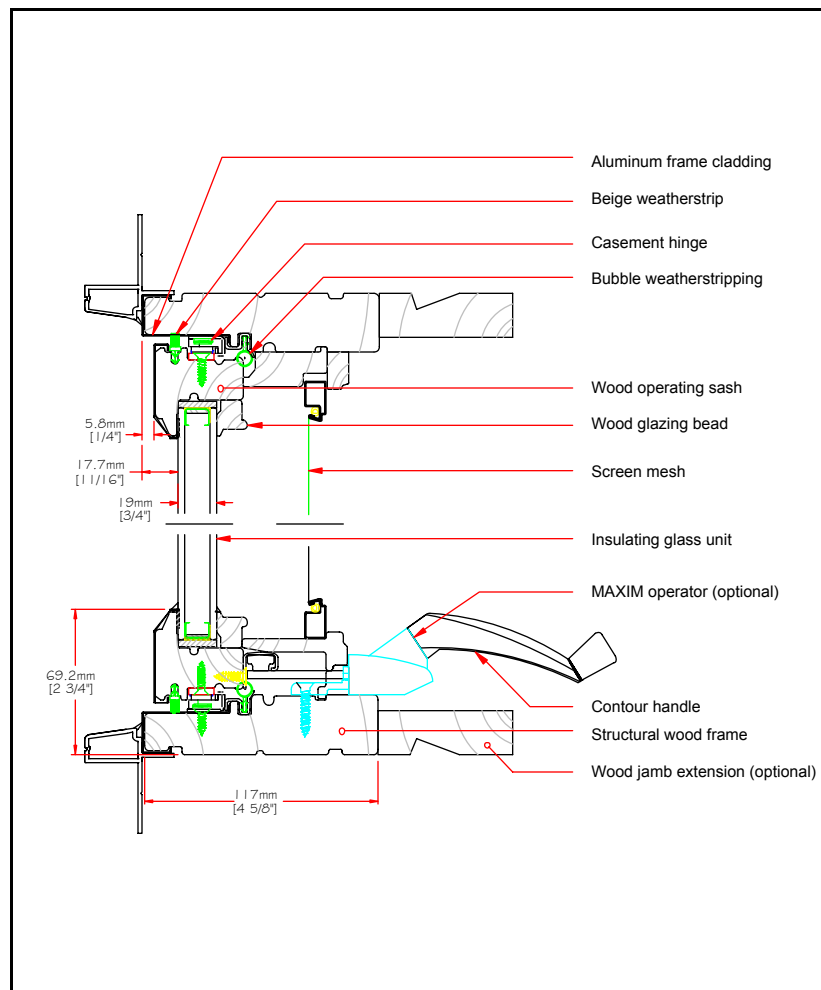 Aluminum frame cladding
Beige weatherstrip
Casement hinge
Bubble weatherstripping
Wood operating sash
Wood glazing bead
5.8mm
[1/4"]
17.7mm
[11/16"]
Screen mesh
19mm
[3/4"]
Insulating glass unit
MAXIM operator (optional)
69.2mm
[2 3/4"]
Contour handle
Structural wood frame
Wood jamb extension (optional)
117mm
[4 5/8"]